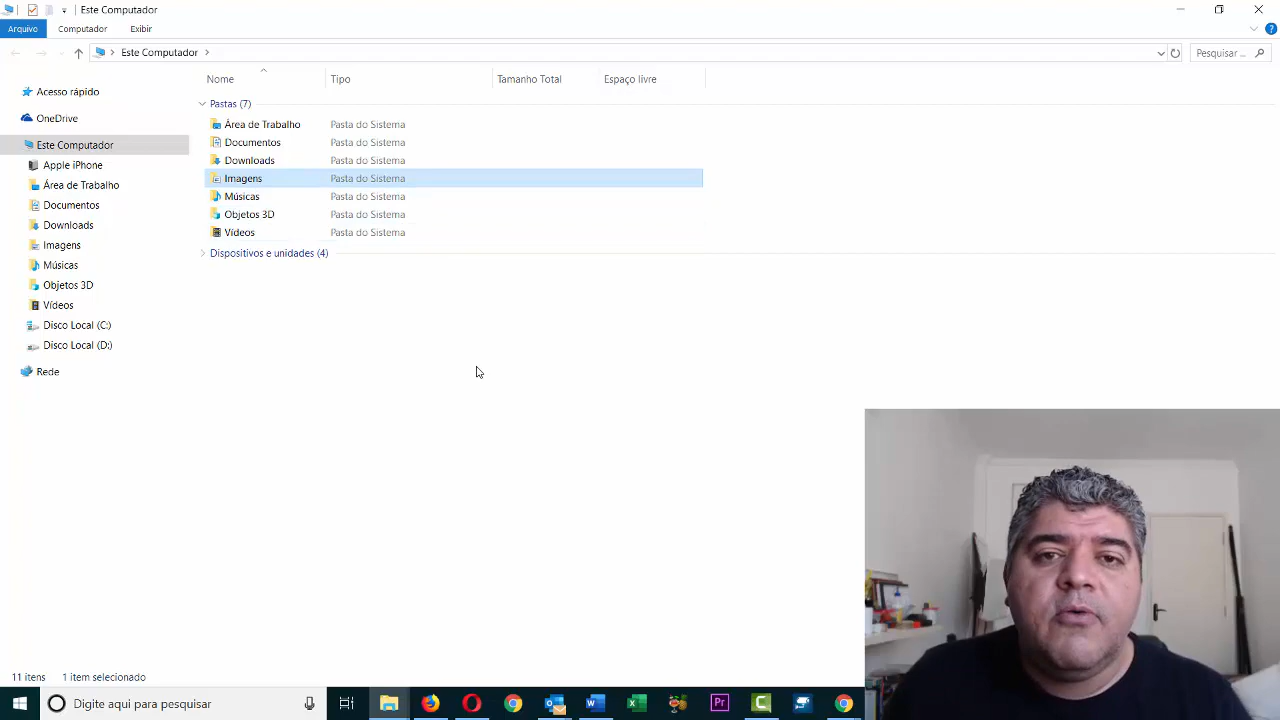 Este Computador
Arquivo Computador Exibir
Este Computador Pesquisar ...
Nome Tipo Tamanho Total Espaço livre
Acesso rápido
OneDrive
Este Computador
Apple iPhone
Área de Trabalho
Documentos
Downloads
Imagens
Músicas
Objetos 3D
Vídeos
Disco Local (C:)
Disco Local (D:)
Rede
Pastas (7)
Área de Trabalho Pasta do Sistema
Documentos Pasta do Sistema
Downloads Pasta do Sistema
Imagens Pasta do Sistema
Músicas Pasta do Sistema
Objetos 3D Pasta do Sistema
Vídeos Pasta do Sistema
Dispositivos e unidades (4)
11 itens 1 item selecionado
Digite aqui para pesquisar
Pr